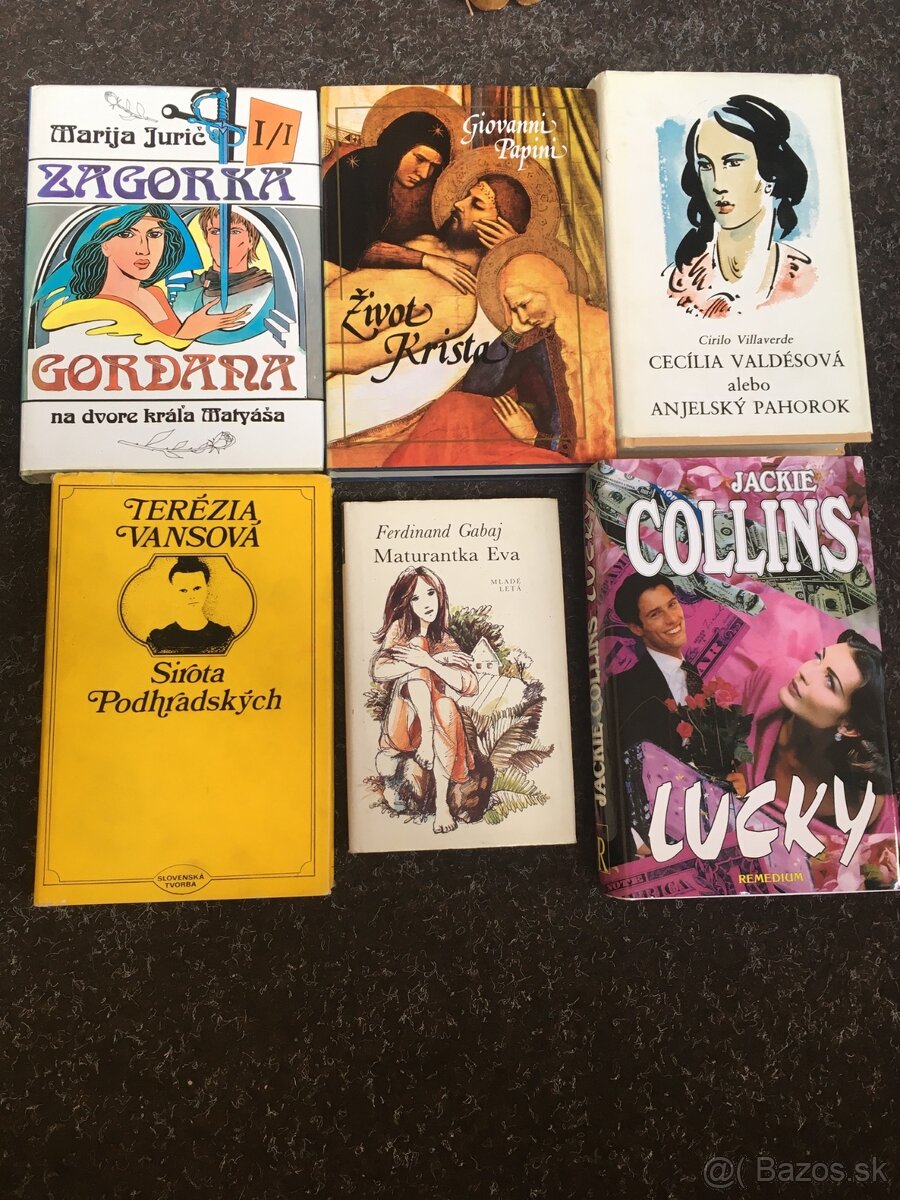 Marija Jurić
I/I
ZAGORKA
GORDANA
na dvore kráľa Matyáša
Giovanni
Papini
Život
Krista
Cirilo Villaverde
CECÍLIA VALDÉSOVÁ
alebo
ANJELSKÝ PAHOROK
TERÉZIA
VANSOVÁ
Sirota
Podhradských
SLOVENSKÁ
TVORBA
Ferdinand Gabaj
Maturantka Eva
MLADÉ
LETÁ
JACKIE
COLLINS
LUCKY
REMEDIUM
JACKIE COLLINS
@( Bazos.sk